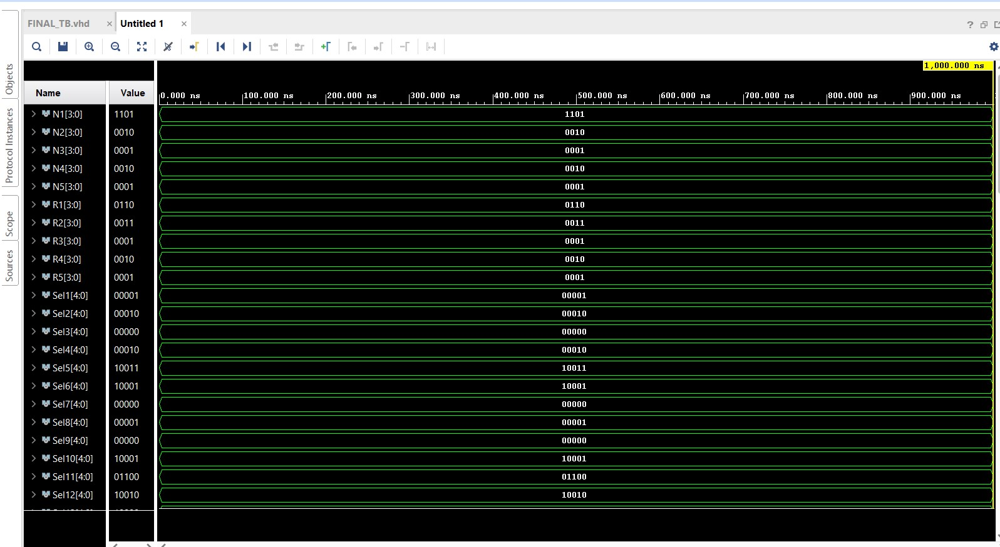 FINAL_TB.vhd × Untitled 1 ×
?
1,000.000 ns
Objects
Protocol Instances
Scope
Sources
Name Value 0.000 ns 100.000 ns 200.000 ns 300.000 ns 400.000 ns 500.000 ns 600.000 ns 700.000 ns 800.000 ns 900.000 ns
N1[3:0] 1101 1101
N2[3:0] 0010 0010
N3[3:0] 0001 0001
N4[3:0] 0010 0010
N5[3:0] 0001 0001
R1[3:0] 0110 0110
R2[3:0] 0011 0011
R3[3:0] 0001 0001
R4[3:0] 0010 0010
R5[3:0] 0001 0001
Sel1[4:0] 00001 00001
Sel2[4:0] 00010 00010
Sel3[4:0] 00000 00000
Sel4[4:0] 00010 00010
Sel5[4:0] 10011 10011
Sel6[4:0] 10001 10001
Sel7[4:0] 00000 00000
Sel8[4:0] 00001 00001
Sel9[4:0] 00000 00000
Sel10[4:0] 10001 10001
Sel11[4:0] 01100 01100
Sel12[4:0] 10010 10010